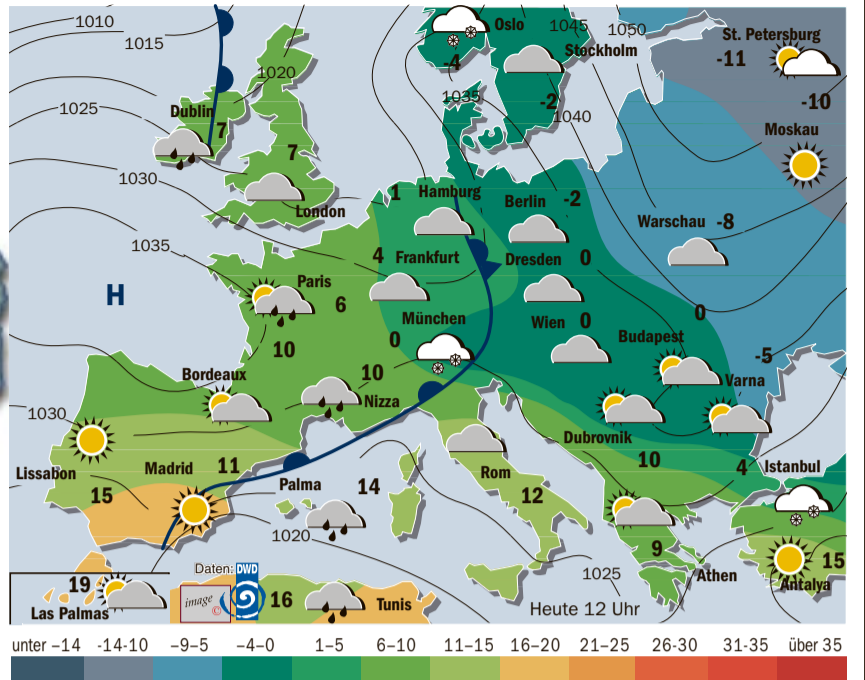 1010
1015
1020
1025
1030
1035
1030
H
Oslo
-4
1045
1050
Stockholm
-2
1035
1040
St. Petersburg
-11
-10
Moskau
Dublin
7
7
London
1
Hamburg
Berlin
-2
Warschau -8
4
Frankfurt
Dresden
0
Paris
6
München
0
Wien
0
0
10
10
Budapest
-5
Bordeaux
Nizza
Varna
Dubrovnik
10
4
Istanbul
Lissabon
Madrid
11
15
Palma
14
Rom
12
1020
9
Athen
15
Antalya
1025
19
Las Palmas
Daten: DWD
image
©
16
Tunis
Heute 12 Uhr
unter –14 -14-10 –9–5 –4–0 1–5 6–10 11–15 16–20 21–25 26-30 31-35 über 35